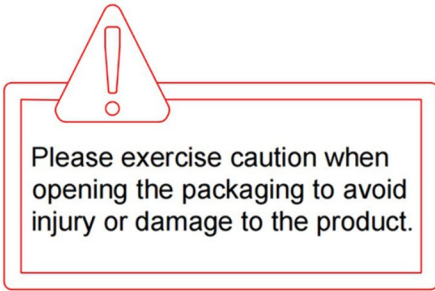 Please exercise caution when
opening the packaging to avoid
injury or damage to the product.